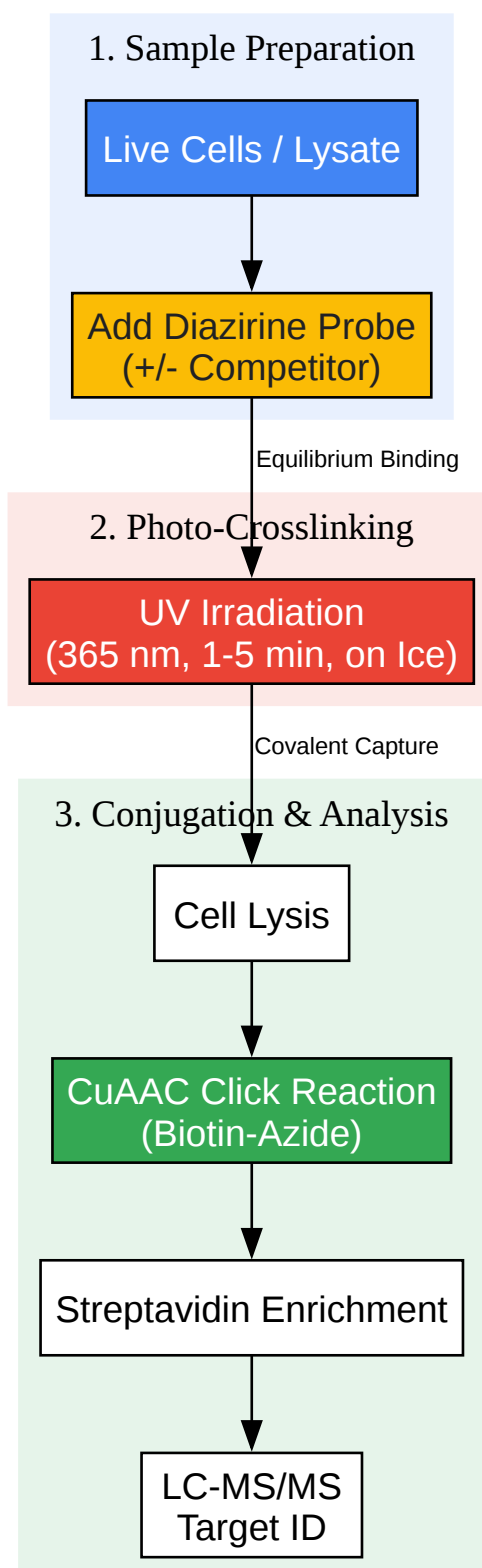 1. Sample Preparation
Live Cells / Lysate
Add Diazirine Probe
(+/- Competitor)
Equilibrium Binding
2. Photo-Crosslinking
UV Irradiation
(365 nm, 1-5 min, on Ice)
Covalent Capture
3. Conjugation & Analysis
Cell Lysis
CuAAC Click Reaction
(Biotin-Azide)
Streptavidin Enrichment
LC-MS/MS
Target ID